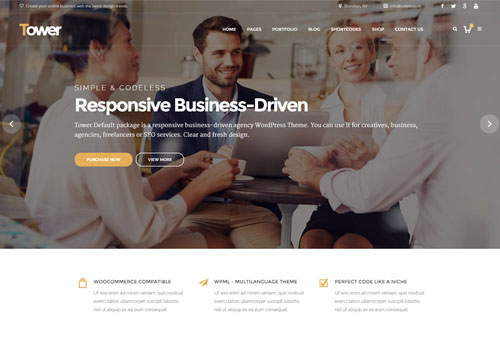 Create your online business with the latest design trends.
Brooklyn, NY
Tower
HOME PAGES PORTFOLIO BLOG SHORTCODES SHOP CONTACT US
SIMPLE & CODELESS
Responsive Business-Driven
Tower Default package is a responsive business-driven agency WordPress Theme. You can use it for creatives, business,
agencies, freelancers or SEO services. Clear and fresh design.
PURCHASE NOW VIEW MORE
WOOCOMMERCE COMPATIBLE
Ut wisi enim ad minim veniam, quis nostrud
exercitation ullamcorper suscipit lobortis
nisl ut aliquip ex ea eum consequat
WPML - MULTILANGUAGE THEME
Ut wisi enim ad minim veniam, quis nostrud
exercitation ullamcorper suscipit lobortis
nisl ut aliquip ex ea eum consequat
PERFECT CODE LIKE A NICHE
Ut wisi enim ad minim veniam, quis nostrud
exercitation ullamcorper suscipit lobortis
nisl ut aliquip ex ea eum consequat